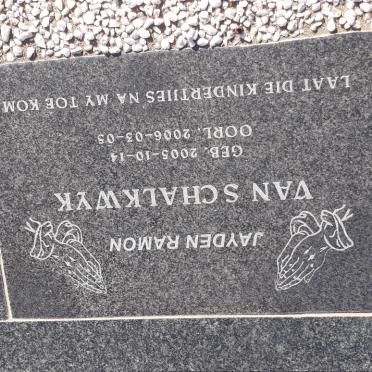 JAYDEN RAMON
VAN SCHALKWYK
GEB. 2005-10-14
OORL. 2006-03-05
LAAT DIE KINDERTJIES NA MY TOE KOM